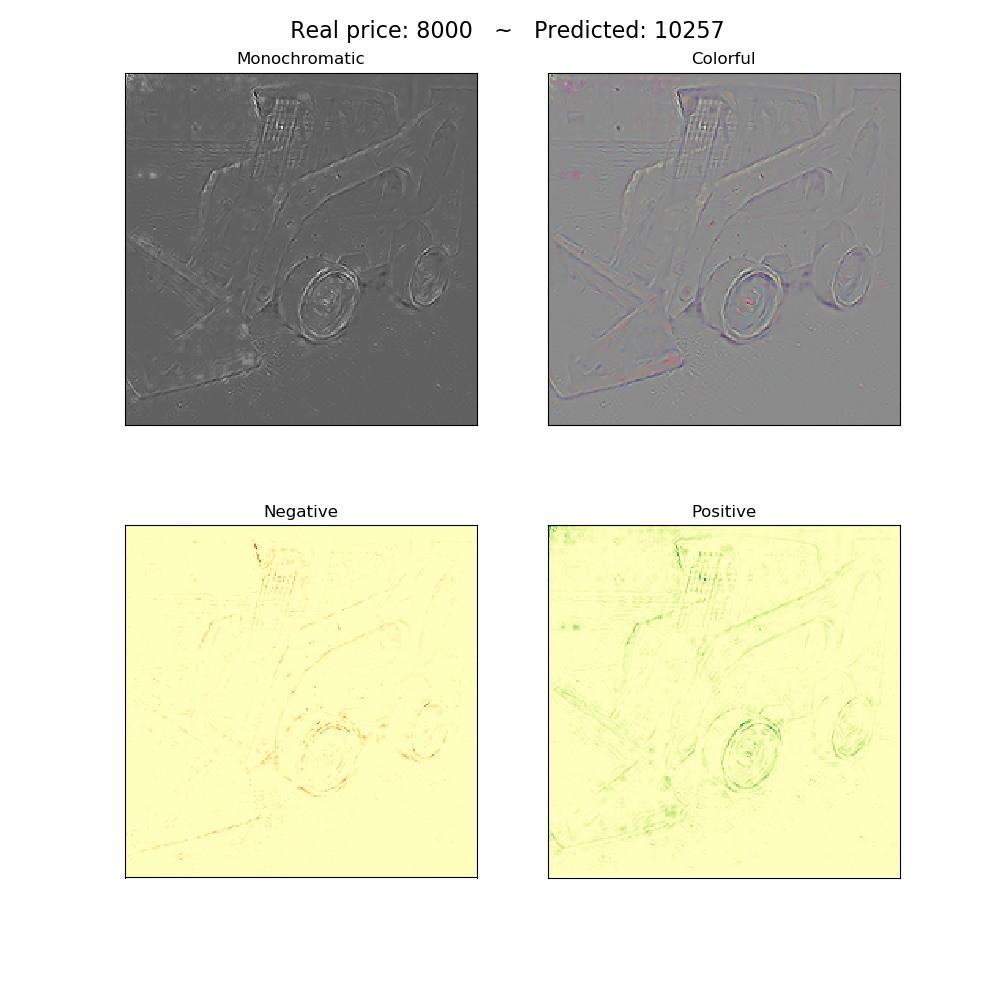 Real price: 8000 ~ Predicted: 10257
Monochromatic
Colorful
Negative
Positive